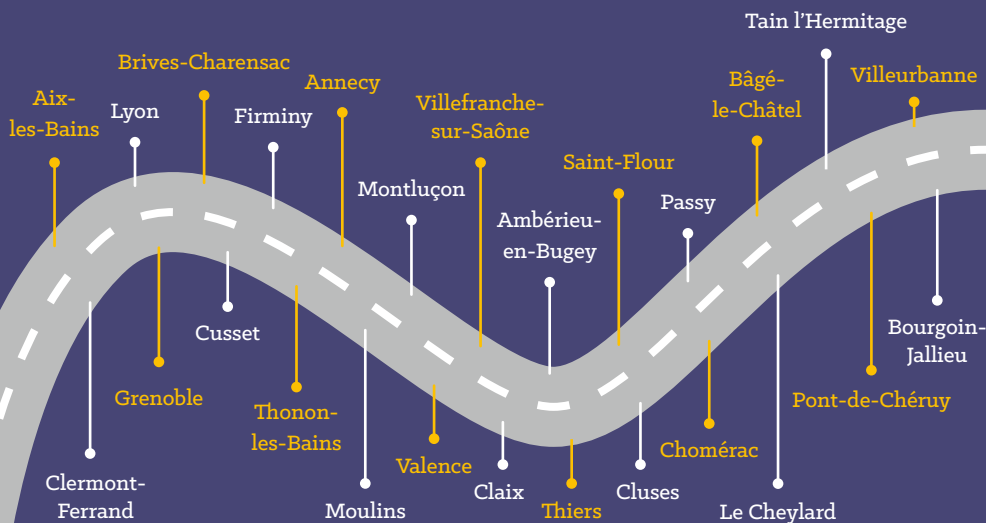 Tain l’Hermitage
Brives-Charensac
Villeurbanne
Annecy
Bâgé-
le-Châtel
Aix-
les-Bains
Lyon
Firminy
Villefranche-
sur-Saône
Saint-Flour
Montluçon
Passy
Ambérieu-
en-Bugey
Cusset
Bourgoin-
Jallieu
Grenoble
Thonon-
les-Bains
Pont-de-Chéruy
Chomérac
Valence
Clermont-
Ferrand
Claix
Cluses
Moulins
Thiers
Le Cheylard